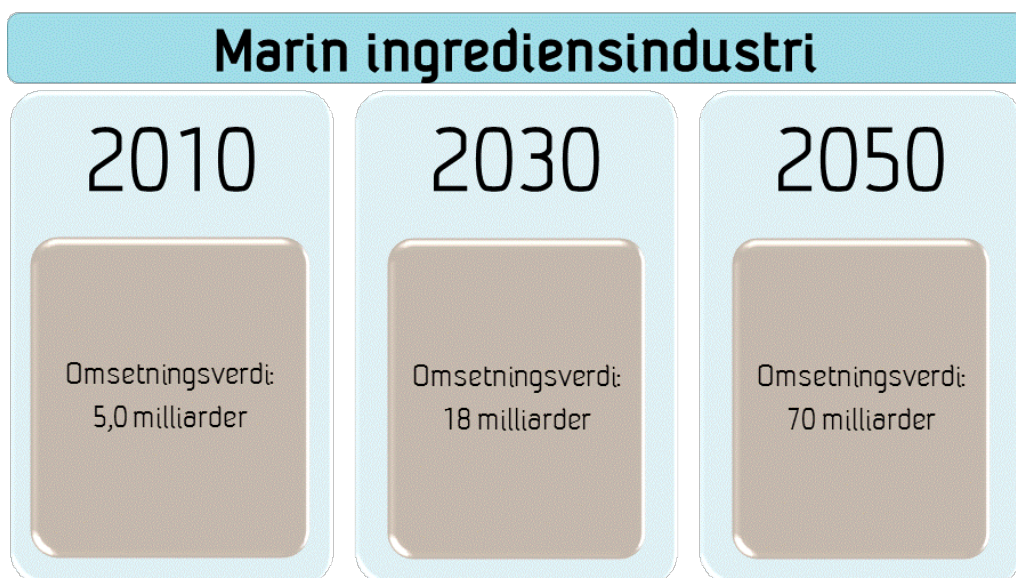 Marin ingrediensindustri
2010
Omsetningsverdi:
5,0 milliarder
2030
Omsetningsverdi:
18 milliarder
2050
Omsetningsverdi:
70 milliarder